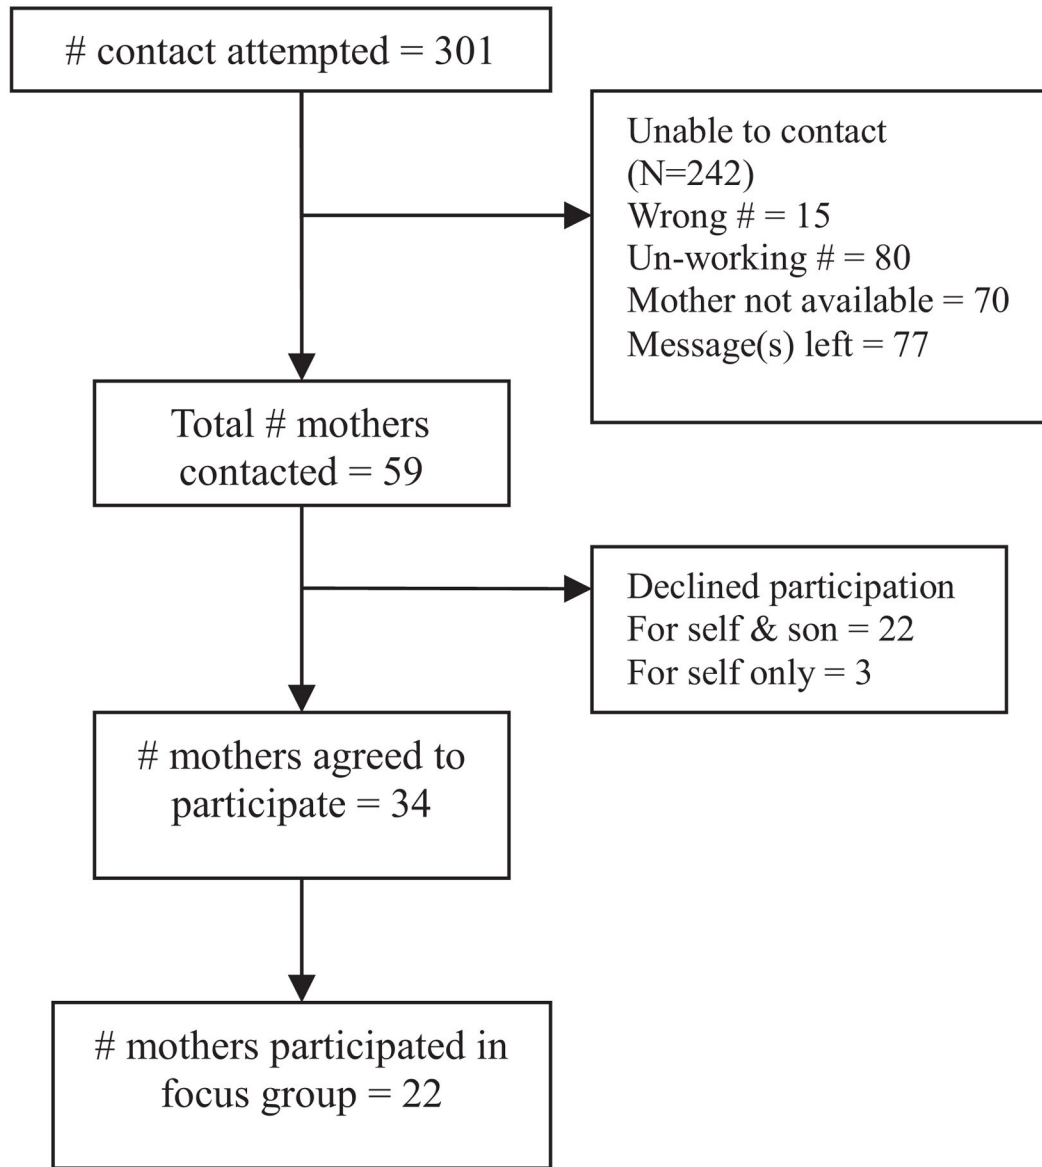 # contact attempted = 301
Unable to contact
(N=242)
Wrong # = 15
Un-working # = 80
Mother not available = 70
Message(s) left = 77
Total # mothers
contacted = 59
Declined participation
For self & son = 22
For self only = 3
# mothers agreed to
participate = 34
# mothers participated in
focus group = 22